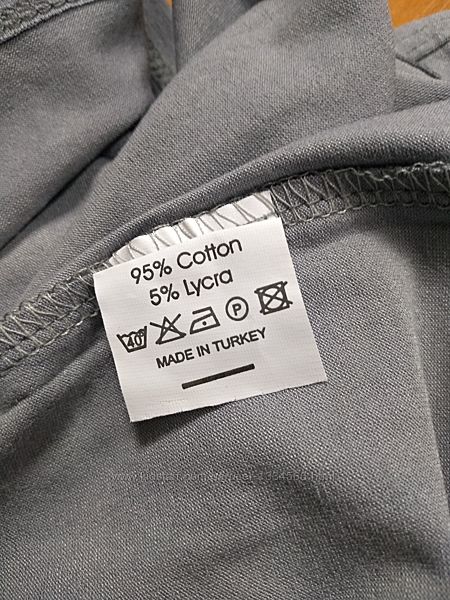 95% Cotton
5% Lycra
40° P
MADE IN TURKEY